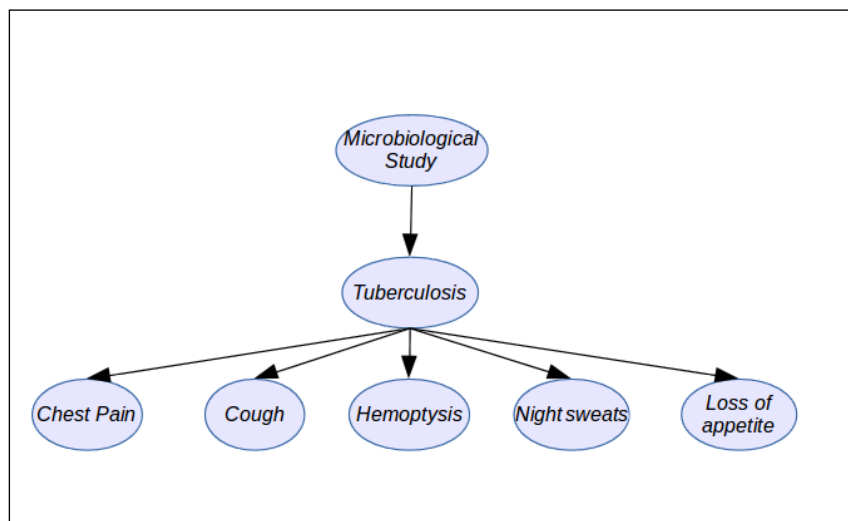 Microbiological
Study
Tuberculosis
Chest Pain
Cough
Hemoptysis
Night sweats
Loss of
appetite